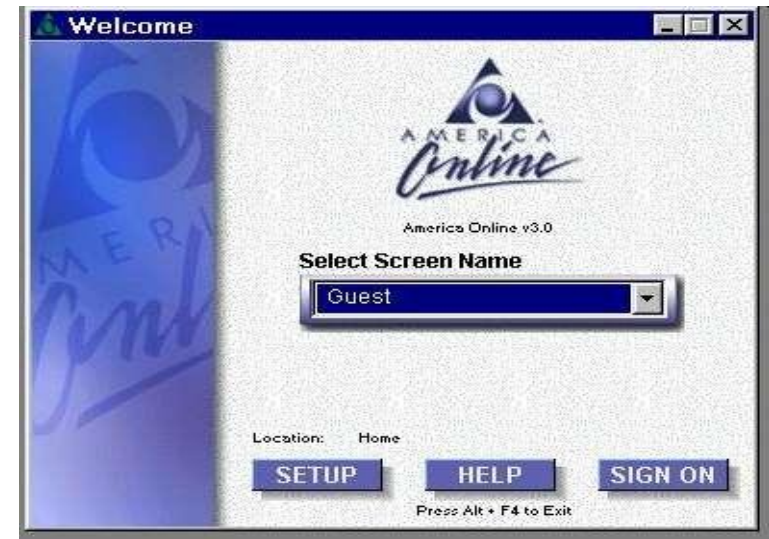 Welcome
AMERICA
Online
America Online v3.0
Select Screen Name
Guest
Location: Home
SETUP HELP SIGN ON
Press Alt + F4 to Exit